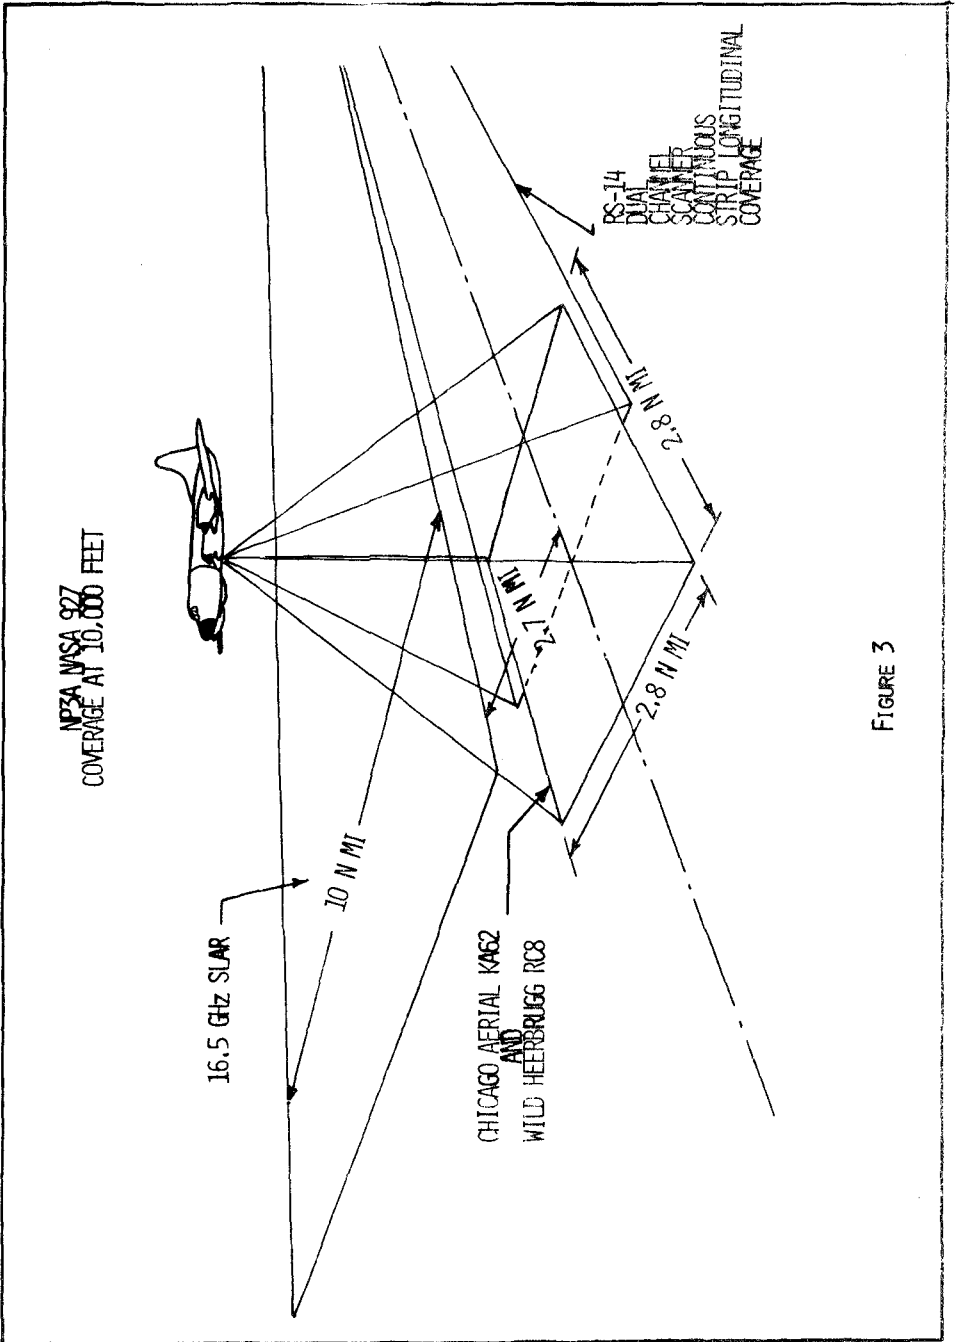 NP3A NASA 927
COVERAGE AT 10,000 FEET
16.5 GHz SLAR
10 N MI
CHICAGO AERIAL KA62
AND
WILD HEERBRUGG RC8
2.7 N MI
2.8 N MI
2.8 N MI
RS-14
DUAL
CHANNEL
SCANNER
CONTINUOUS
STRIP LONGITUDINAL
COVERAGE
FIGURE 3